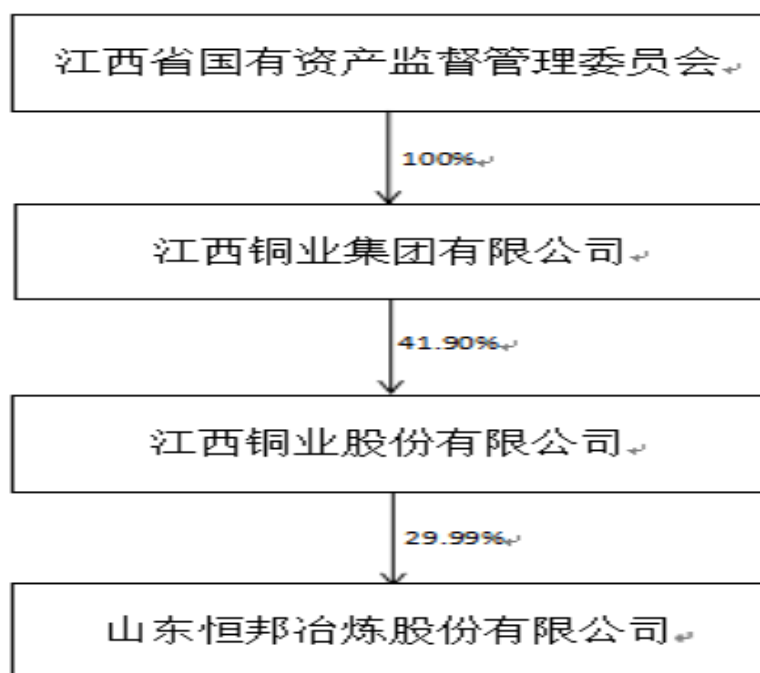 江西省国有资产监督管理委员会
100%
江西铜业集团有限公司
41.90%
江西铜业股份有限公司
29.99%
山东恒邦冶炼股份有限公司